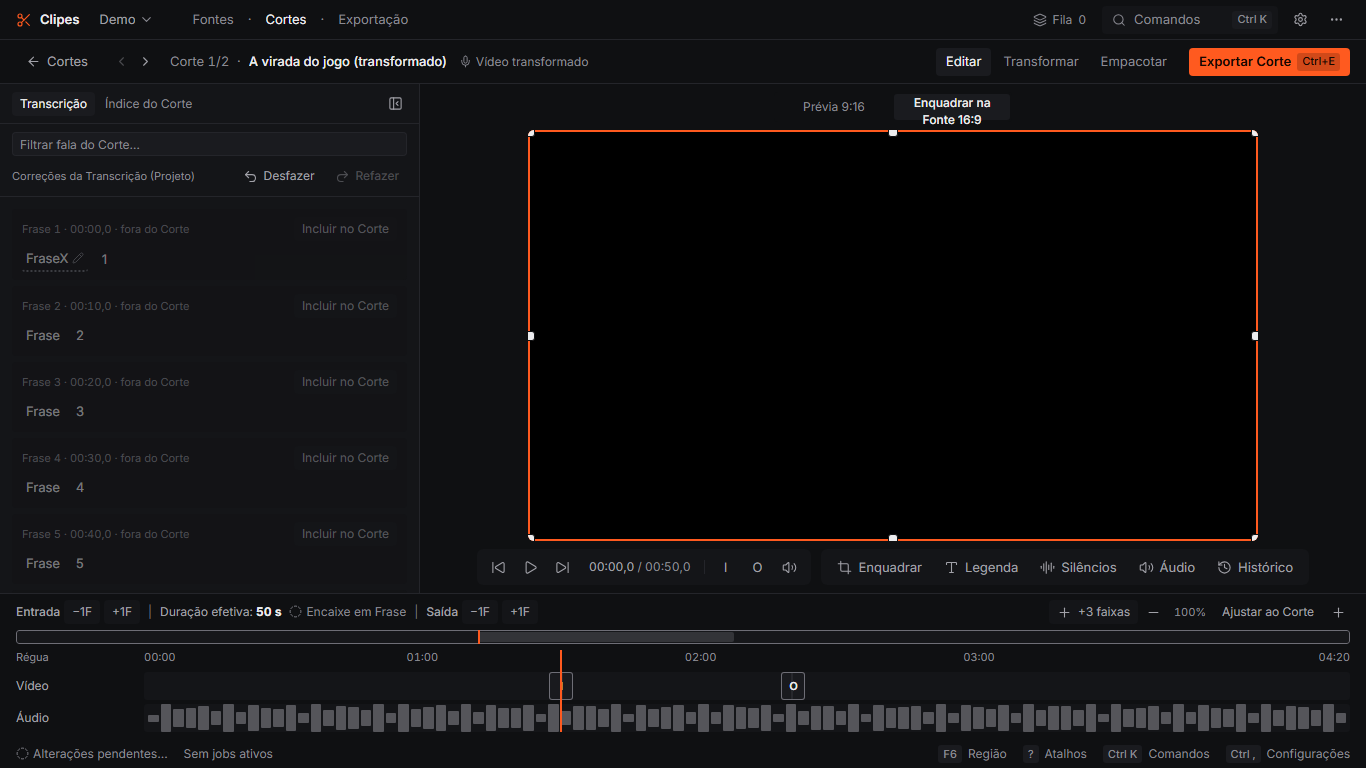 Clipes Demo Fontes · Cortes · Exportação Fila 0 Comandos Ctrl K
Cortes Corte 1/2 · A virada do jogo (transformado) Vídeo transformado Editar Transformar Empacotar Exportar Corte Ctrl+E
Transcrição Índice do Corte
Filtrar fala do Corte...
Correções da Transcrição (Projeto) Desfazer Refazer
Frase 1 · 00:00,0 · fora do Corte Incluir no Corte
FraseX 1
Frase 2 · 00:10,0 · fora do Corte Incluir no Corte
Frase 2
Frase 3 · 00:20,0 · fora do Corte Incluir no Corte
Frase 3
Frase 4 · 00:30,0 · fora do Corte Incluir no Corte
Frase 4
Frase 5 · 00:40,0 · fora do Corte Incluir no Corte
Frase 5
Prévia 9:16
Enquadrar na
Fonte 16:9
00:00,0 / 00:50,0 I O Enquadrar Legenda Silêncios Áudio Histórico
Entrada −1F +1F Duração efetiva: 50 s Encaixe em Frase Saída −1F +1F +3 faixas 100% Ajustar ao Corte
Régua 00:00 01:00 02:00 03:00 04:20
Vídeo I O
Áudio
Alterações pendentes... Sem jobs ativos F6 Região ? Atalhos Ctrl K Comandos Ctrl , Configurações